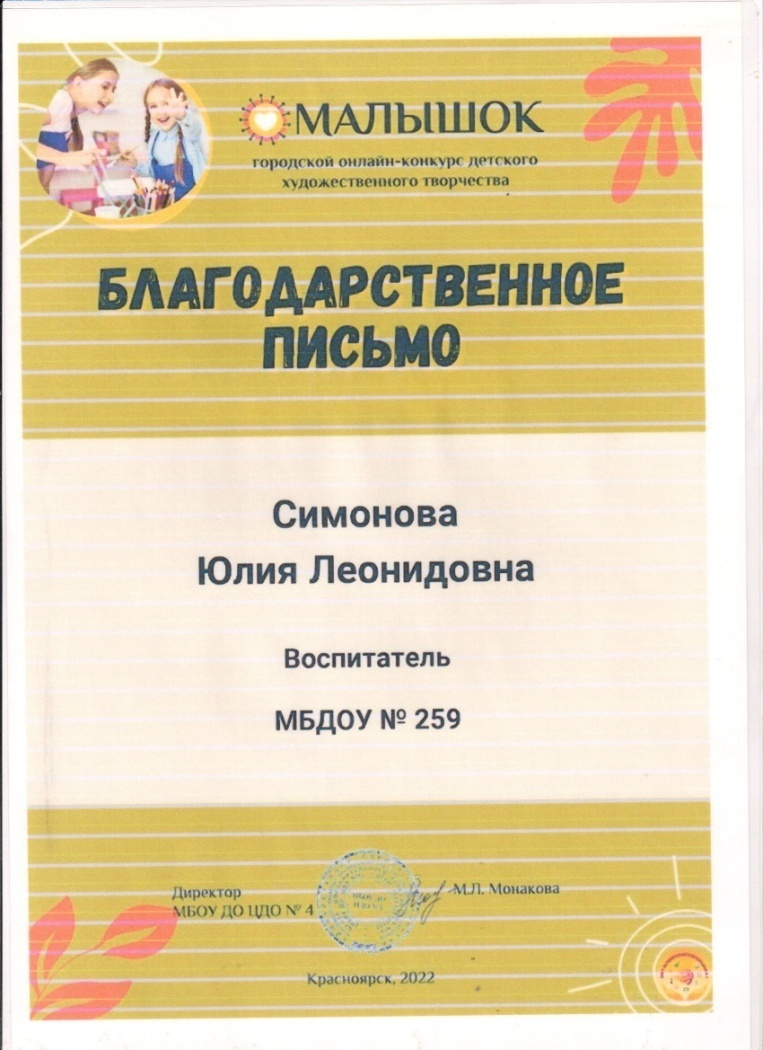 МАЛЫШОК
городской онлайн-конкурс детского
художественного творчества
БЛАГОДАРСТВЕННОЕ
ПИСЬМО
Симонова
Юлия Леонидовна
Воспитатель
МБДОУ № 259
Директор
МБОУ ДО ЦДО № 4
М.Л. Монакова
Красноярск, 2022